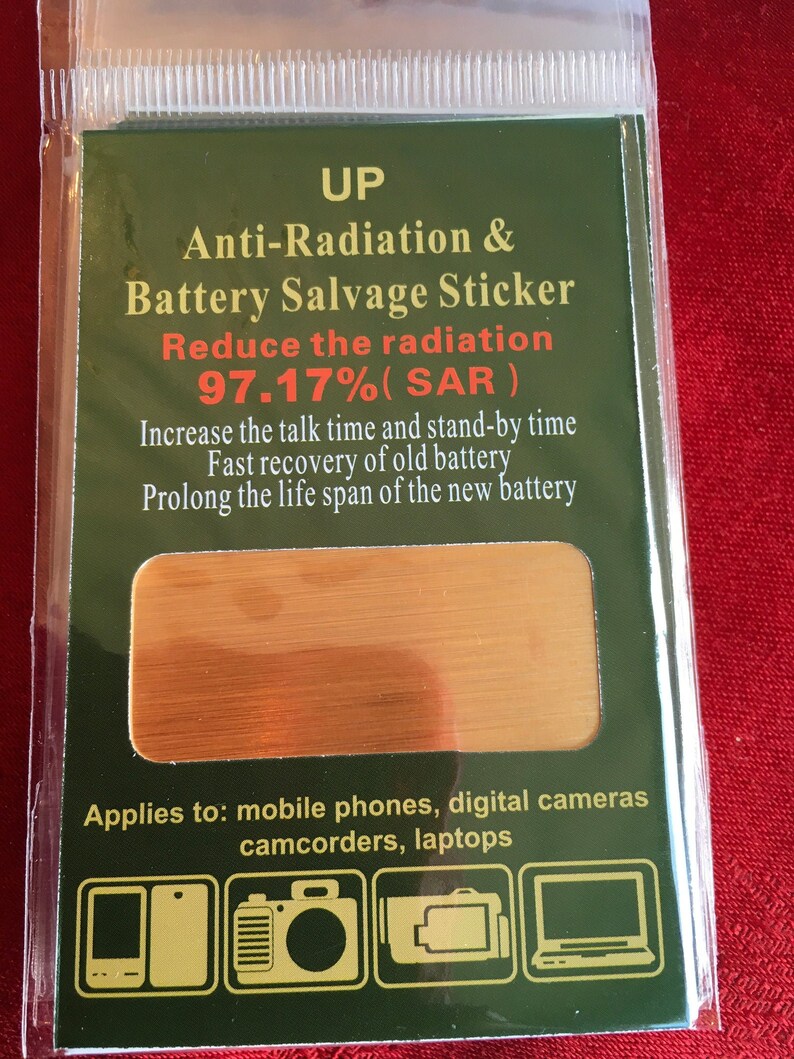 UP
Anti-Radiation &
Battery Salvage Sticker
Reduce the radiation
97.17%( SAR )
Increase the talk time and stand-by time
Fast recovery of old battery
Prolong the life span of the new battery
Applies to: mobile phones, digital cameras
camcorders, laptops